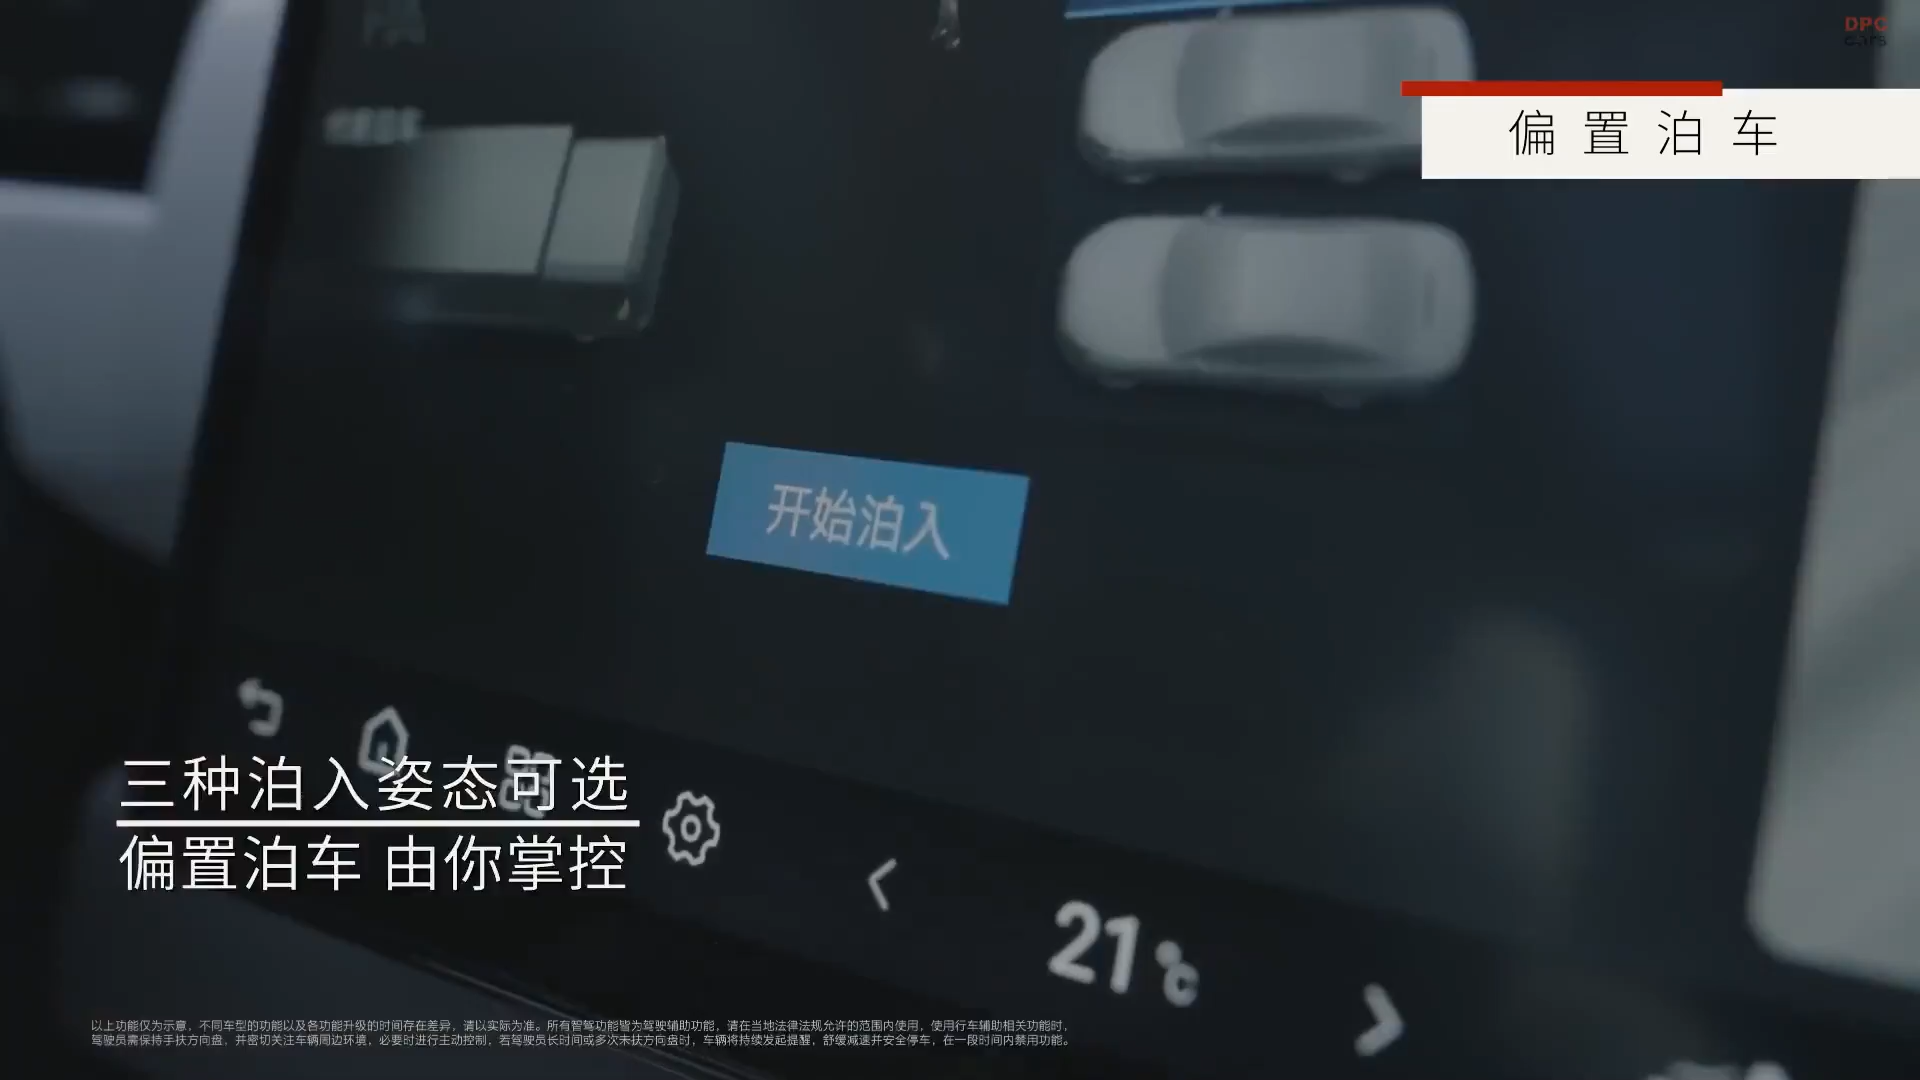 DPC
cars
偏置泊车
开始泊入
三种泊入姿态可选
偏置泊车 由你掌控
21°C
以上功能仅为示意，不同车型的功能以及各功能升级的时间存在差异，请以实际为准。所有智驾功能皆为驾驶辅助功能，请在当地法律法规允许的范围内使用，使用行车辅助相关功能时，
驾驶员需保持手扶方向盘，并密切关注车辆周边环境，必要时进行主动控制，若驾驶员长时间或多次未扶方向盘时，车辆将持续发起提醒，舒缓减速并安全停车，在一段时间内禁用功能。